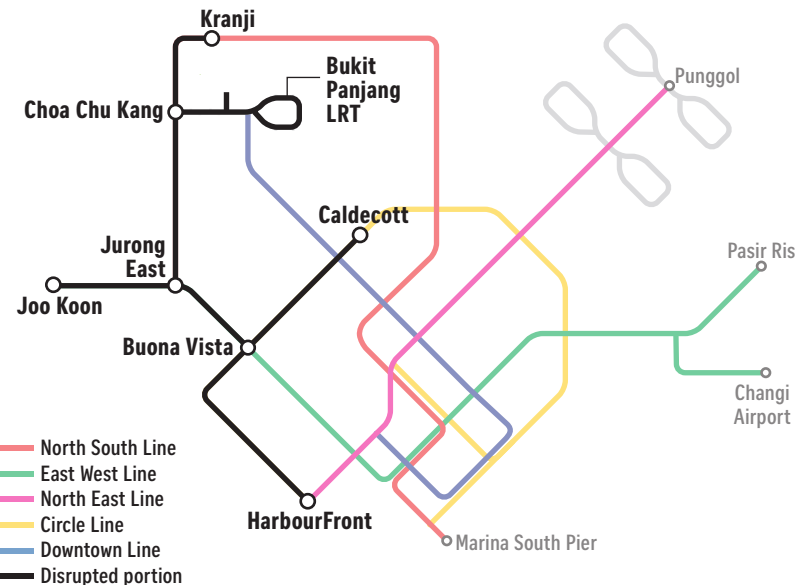 Kranji
Bukit
Panjang
LRT
Punggol
Choa Chu Kang
Caldecott
Jurong
East
Pasir Ris
Joo Koon
Buona Vista
Changi
Airport
North South Line
East West Line
North East Line
HarbourFront
Circle Line
Marina South Pier
Downtown Line
Disrupted portion